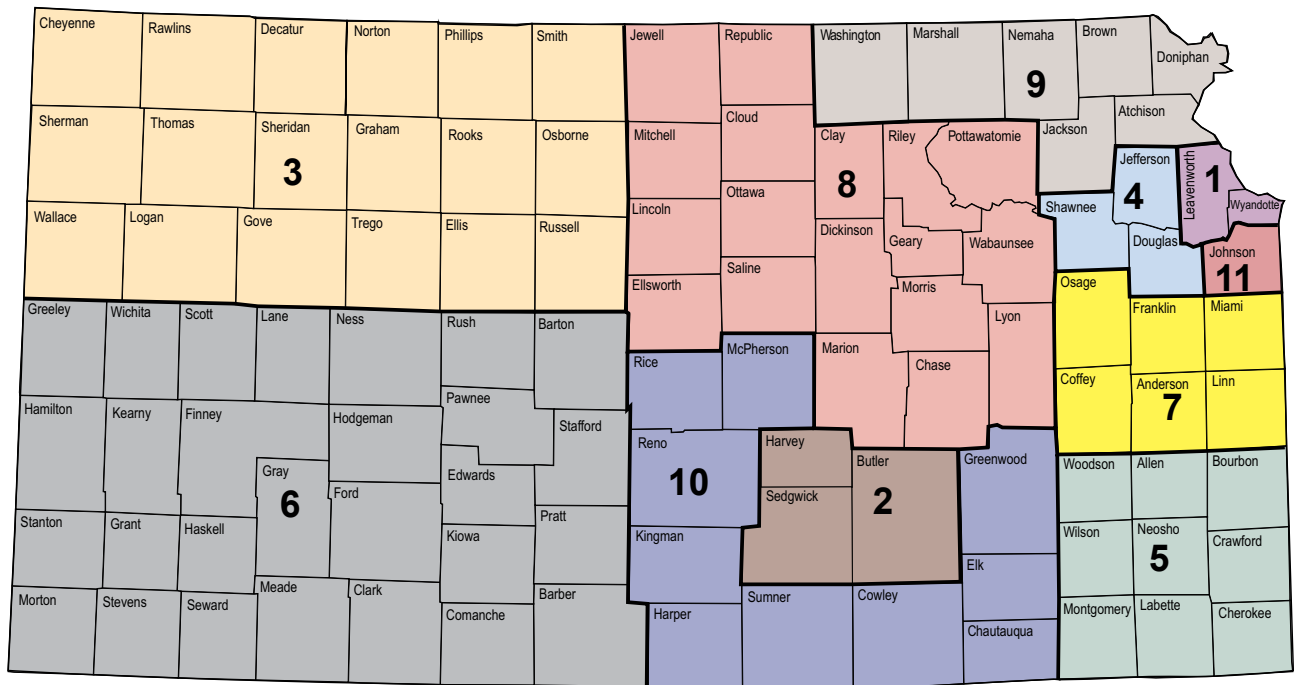 Cheyenne
Rawlins
Decatur
Norton
Phillips
Smith
Jewell
Republic
Washington
Marshall
Nemaha
Brown
Doniphan
9
Sherman
Thomas
Sheridan
Graham
Rooks
Osborne
Mitchell
Cloud
Clay
Riley
Pottawatomie
Jackson
Atchison
3
8
Jefferson
4
Leavenworth
1
Wyandotte
Wallace
Logan
Gove
Trego
Ellis
Russell
Lincoln
Ottawa
Dickinson
Geary
Wabaunsee
Shawnee
Douglas
Johnson
11
Ellsworth
Saline
Morris
Lyon
Osage
Franklin
Miami
Greeley
Wichita
Scott
Lane
Ness
Rush
Barton
Rice
McPherson
Marion
Chase
Coffey
Anderson
7
Linn
Hamilton
Kearny
Finney
Hodgeman
Pawnee
Stafford
Reno
10
Harvey
Butler
2
Greenwood
Woodson
Allen
Bourbon
Gray
6
Ford
Edwards
Sedgwick
Stanton
Grant
Haskell
Kiowa
Pratt
Kingman
Elk
Wilson
Neosho
5
Crawford
Morton
Stevens
Seward
Meade
Clark
Comanche
Barber
Harper
Sumner
Cowley
Chautauqua
Montgomery
Labette
Cherokee